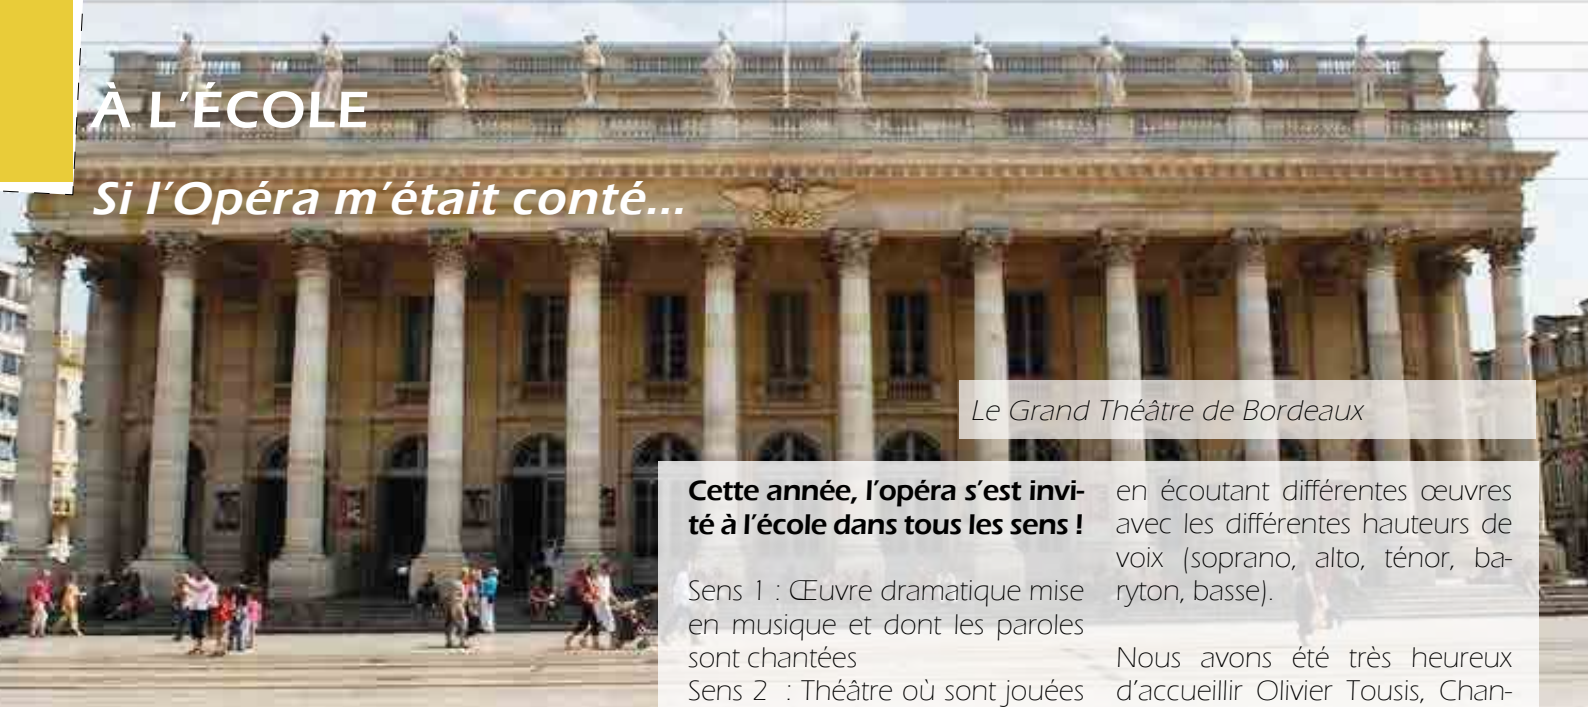 À L'ÉCOLE
Si l'Opéra m'était conté...
Le Grand Théâtre de Bordeaux
Cette année, l'opéra s'est invi-
té à l'école dans tous les sens !
Sens 1 : Œuvre dramatique mise
en musique et dont les paroles
sont chantées
Sens 2 : Théâtre où sont jouées
en écoutant différentes œuvres
avec les différentes hauteurs de
voix (soprano, alto, ténor, ba-
ryton, basse).
Nous avons été très heureux
d'accueillir Olivier Tousis, Chan-